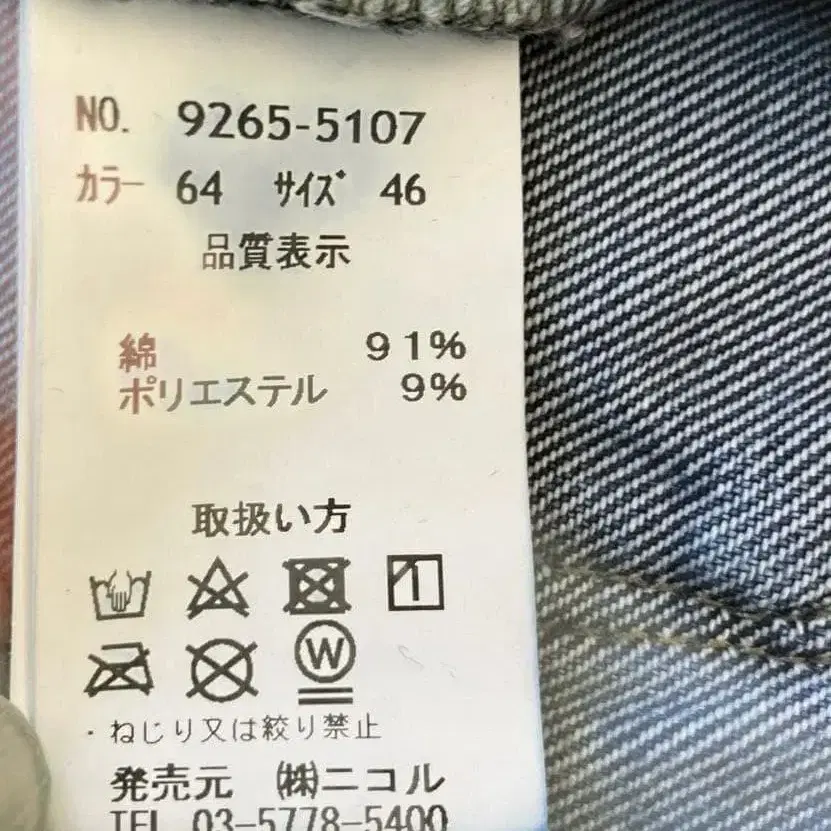 NO. 9265-5107
カラー 64 サイズ 46
品質表示
綿 91%
ポリエステル 9%
取扱い方
W
・ねじり又は絞り禁止
発売元 ㈱ニコル
TEL 03-5778-5400